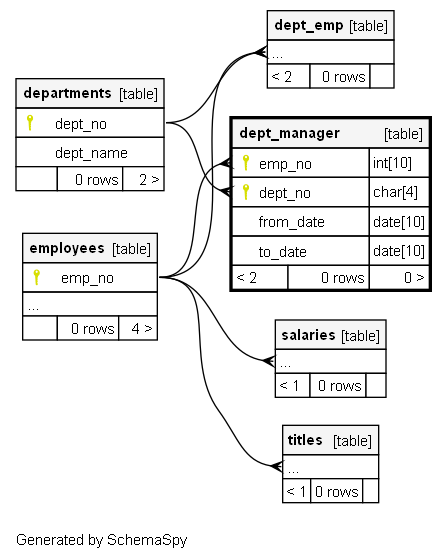 dept_emp [table]
...
< 2 0 rows
departments [table]
dept_no
dept_name
0 rows 2 >
dept_manager [table]
emp_no int[10]
dept_no char[4]
from_date date[10]
to_date date[10]
< 2 0 rows 0 >
employees [table]
emp_no
...
0 rows 4 >
salaries [table]
...
< 1 0 rows
titles [table]
...
< 1 0 rows
Generated by SchemaSpy